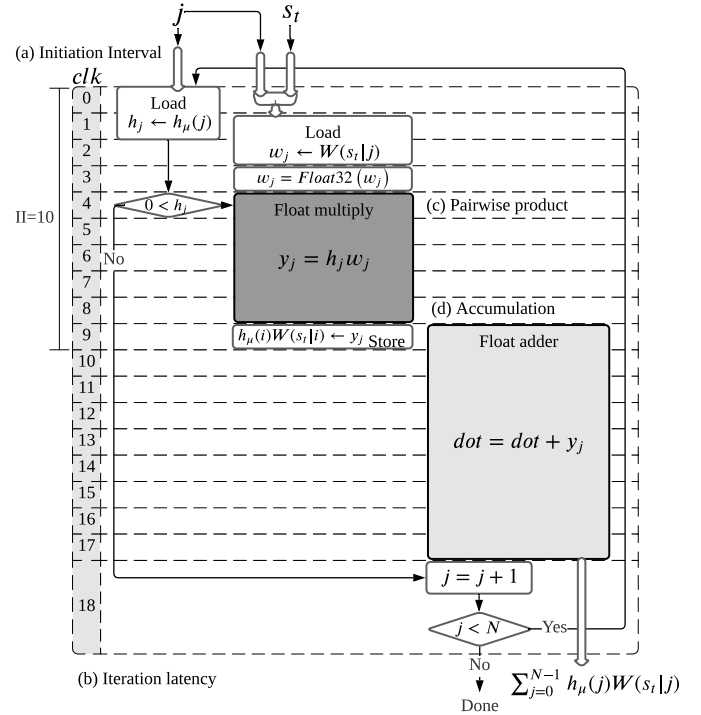 j
s_t
(a) Initiation Interval
clk
0
Load
h_j ← h_μ(j)
1
Load
2
w_j ← W(s_t|j)
3
w_j = Float32 (w_j)
4
0 < h_j
Float multiply
(c) Pairwise product
II=10
5
No
6
y_j = h_j w_j
7
8
(d) Accumulation
9
h_μ(i)W(s_t|i) ← y_j Store
Float adder
10
11
12
13
dot = dot + y_j
14
15
16
17
j = j + 1
18
j < N
Yes
No
(b) Iteration latency
∑_{j=0}^{N−1} h_μ(j)W(s_t|j)
Done